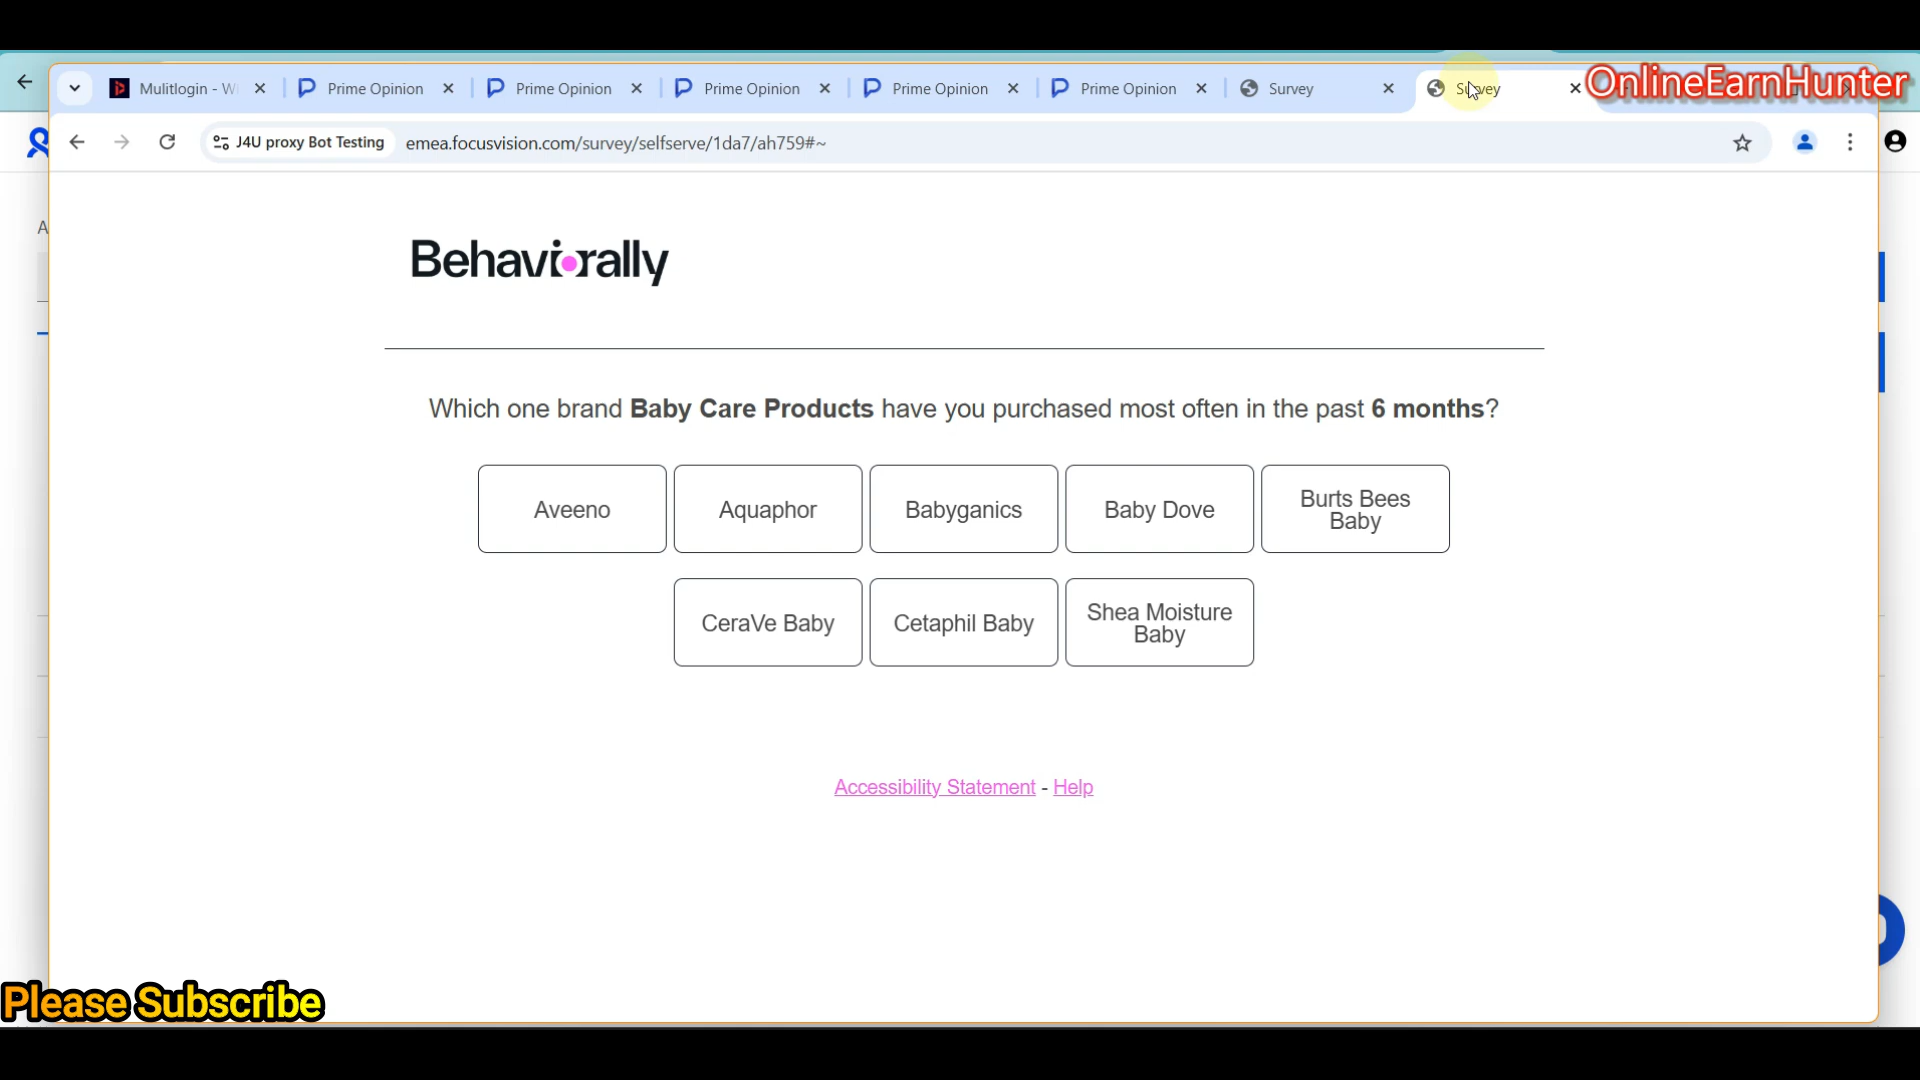 Mulitlogin - W
Prime Opinion
Prime Opinion
Prime Opinion
Prime Opinion
Prime Opinion
Survey
Survey
OnlineEarnHunter
J4U proxy Bot Testing
emea.focusvision.com/survey/selfserve/1da7/ah759#~
A
Behaviorally
Which one brand Baby Care Products have you purchased most often in the past 6 months?
Aveeno
Aquaphor
Babyganics
Baby Dove
Burts Bees
Baby
CeraVe Baby
Cetaphil Baby
Shea Moisture
Baby
Accessibility Statement - Help
Please Subscribe